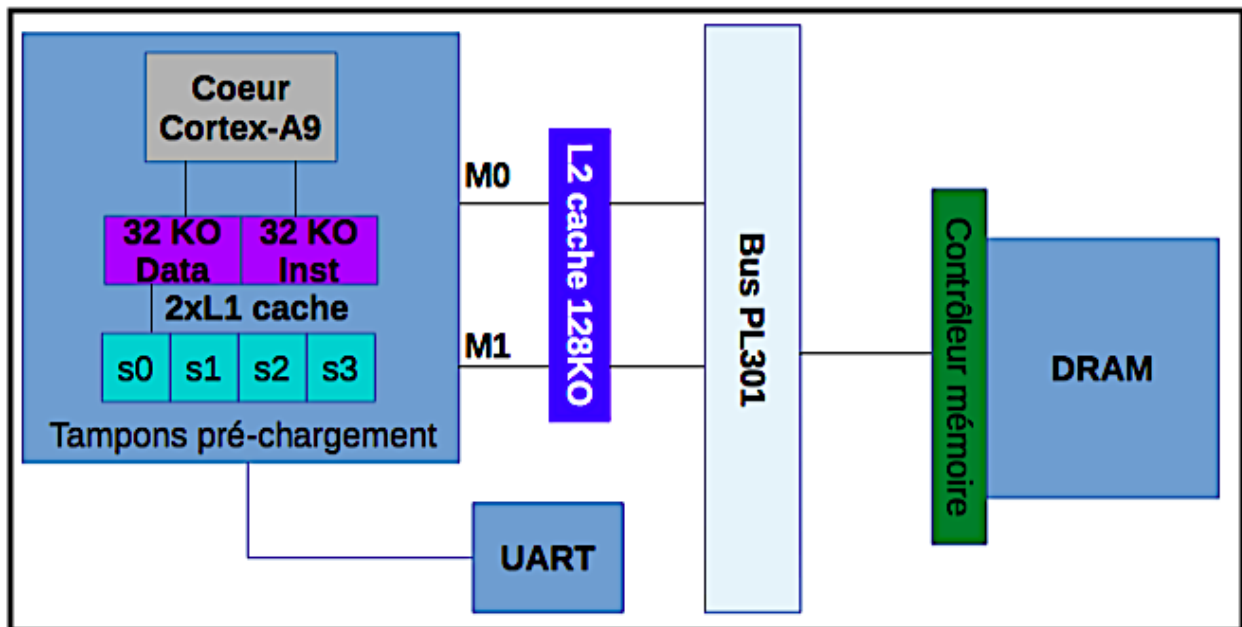 Coeur
Cortex-A9
32 KO
Data
32 KO
Inst
2xL1 cache
s0
s1
s2
s3
Tampons pré-chargement
M0
M1
L2 cache 128KO
Bus PL301
Contrôleur mémoire
DRAM
UART